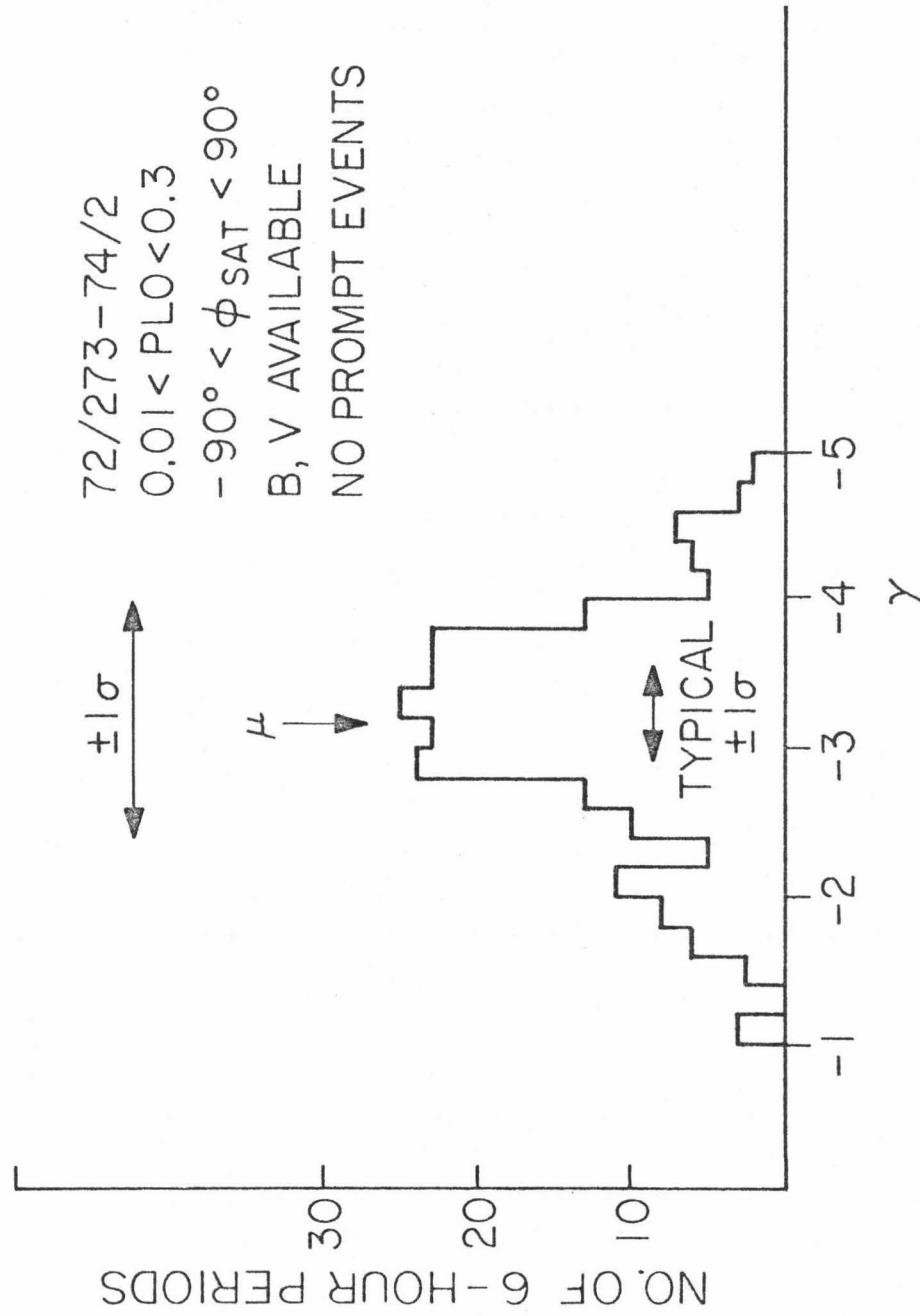 72/273-74/2
0.01 < PLO < 0.3
-90° < ϕSAT < 90°
B, V AVAILABLE
NO PROMPT EVENTS
±1σ
μ
TYPICAL
±1σ
NO. OF 6-HOUR PERIODS
30
20
10
-1
-2
-3
-4
-5
γ